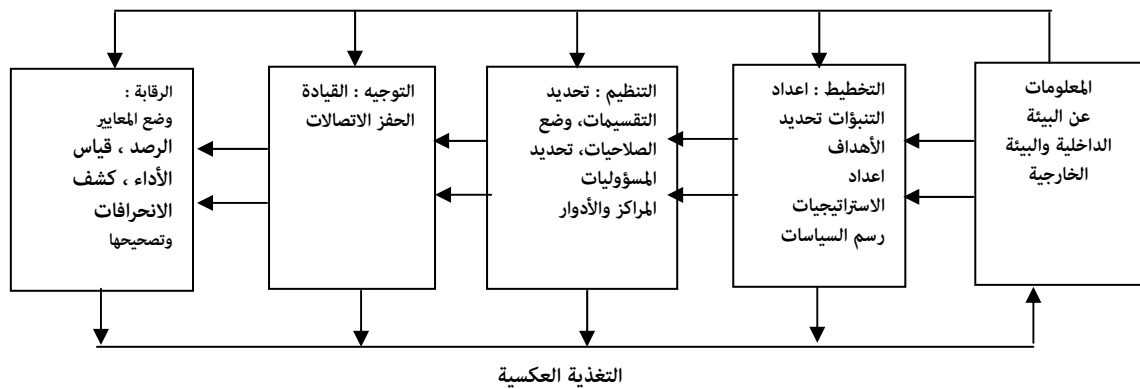 المعلومات
عن البيئة
الداخلية والبيئة
الخارجية
التخطيط : اعداد
التنبؤات تحديد
الأهداف
اعداد
الاستراتيجيات
رسم السياسات
التنظيم : تحديد
التقسيمات، وضع
الصلاحيات، تحديد
المسؤوليات
المراكز والأدوار
التوجيه : القيادة
الحفز الاتصالات
الرقابة :
وضع المعايير
الرصد ، قياس
الأداء ، كشف
الانحرافات
وتصحيحها
التغذية العكسية